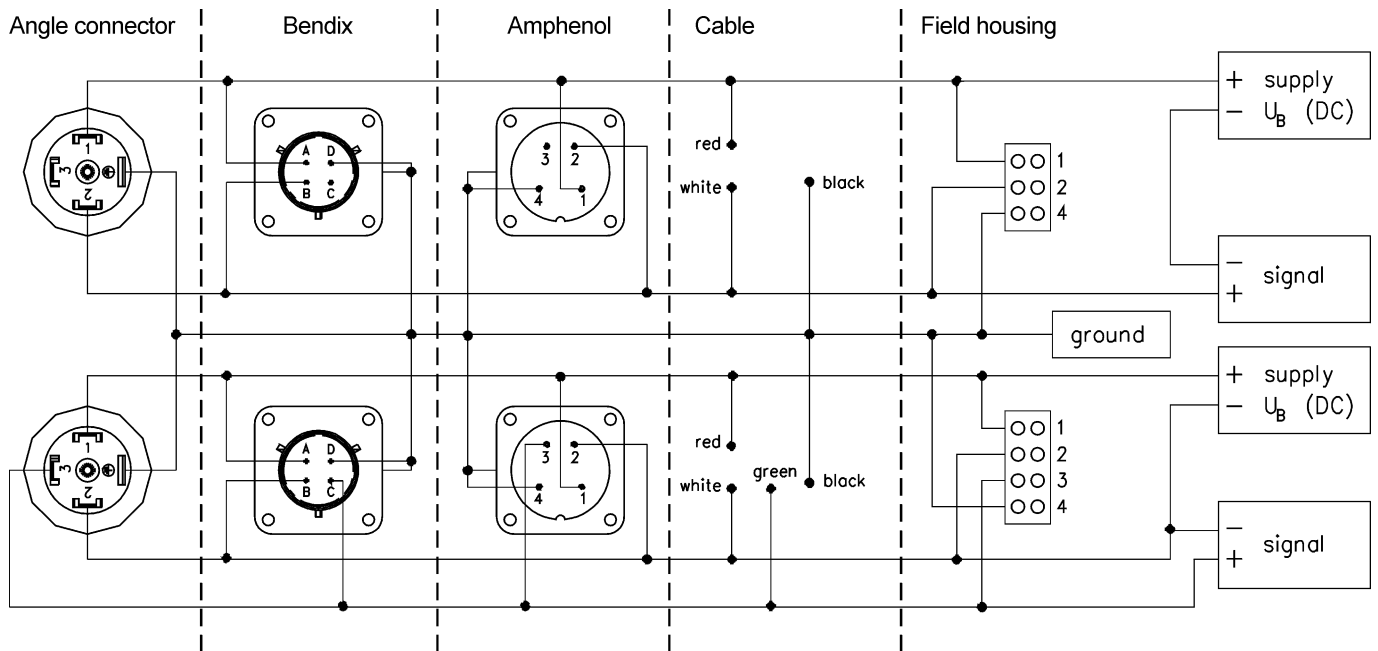 Angle connector Bendix Amphenol Cable Field housing
+ supply
− U_B (DC)
1
3
2
A D
B C
3 2
4 1
red
white
black
1
2
4
−
signal
+
ground
+ supply
− U_B (DC)
1
3
2
A D
B C
3 2
4 1
red
green
white
black
1
2
3
4
−
signal
+